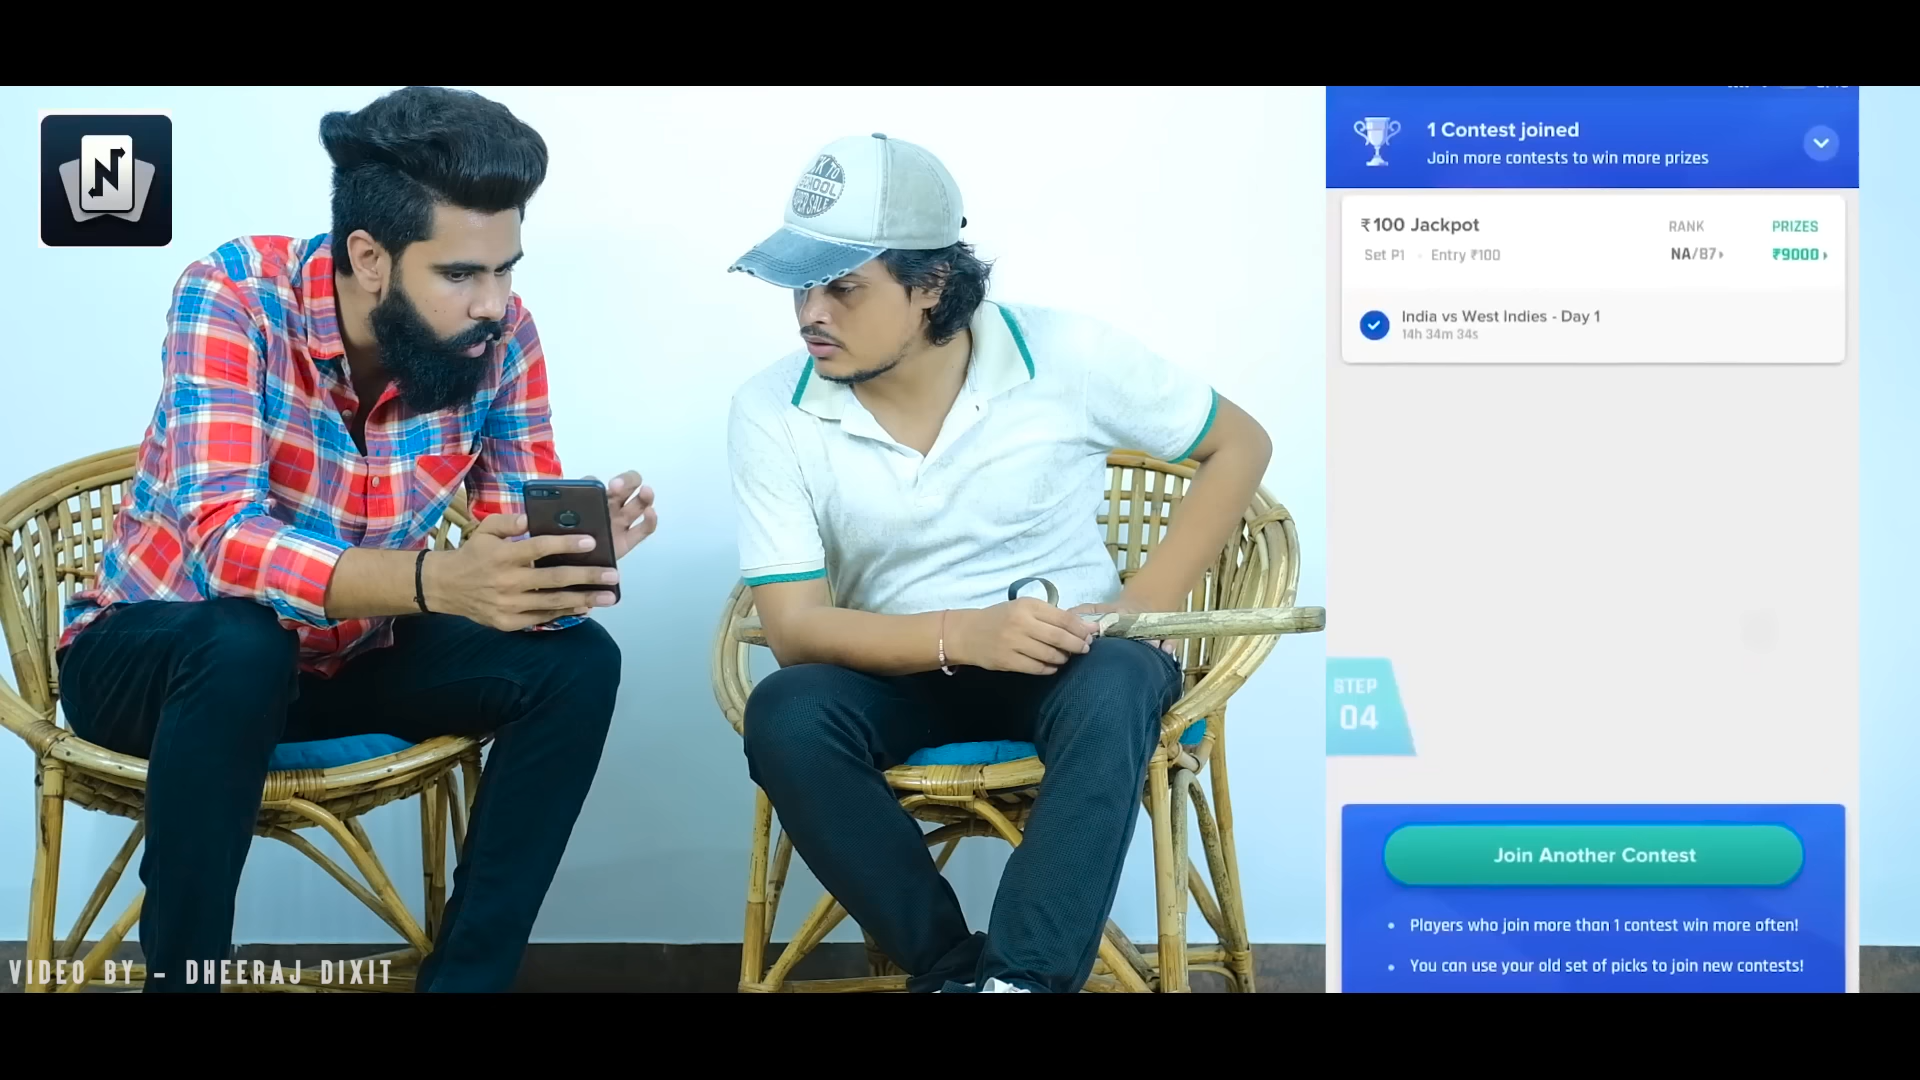 N
SCHOOL
SUPER SALE
1 Contest joined
Join more contests to win more prizes
₹100 Jackpot
RANK
PRIZES
Set P1 • Entry ₹100
NA/87
₹9000
India vs West Indies - Day 1
14h 34m 34s
STEP
04
Join Another Contest
• Players who join more than 1 contest win more often!
• You can use your old set of picks to join new contests!
VIDEO BY - DHEERAJ DIXIT